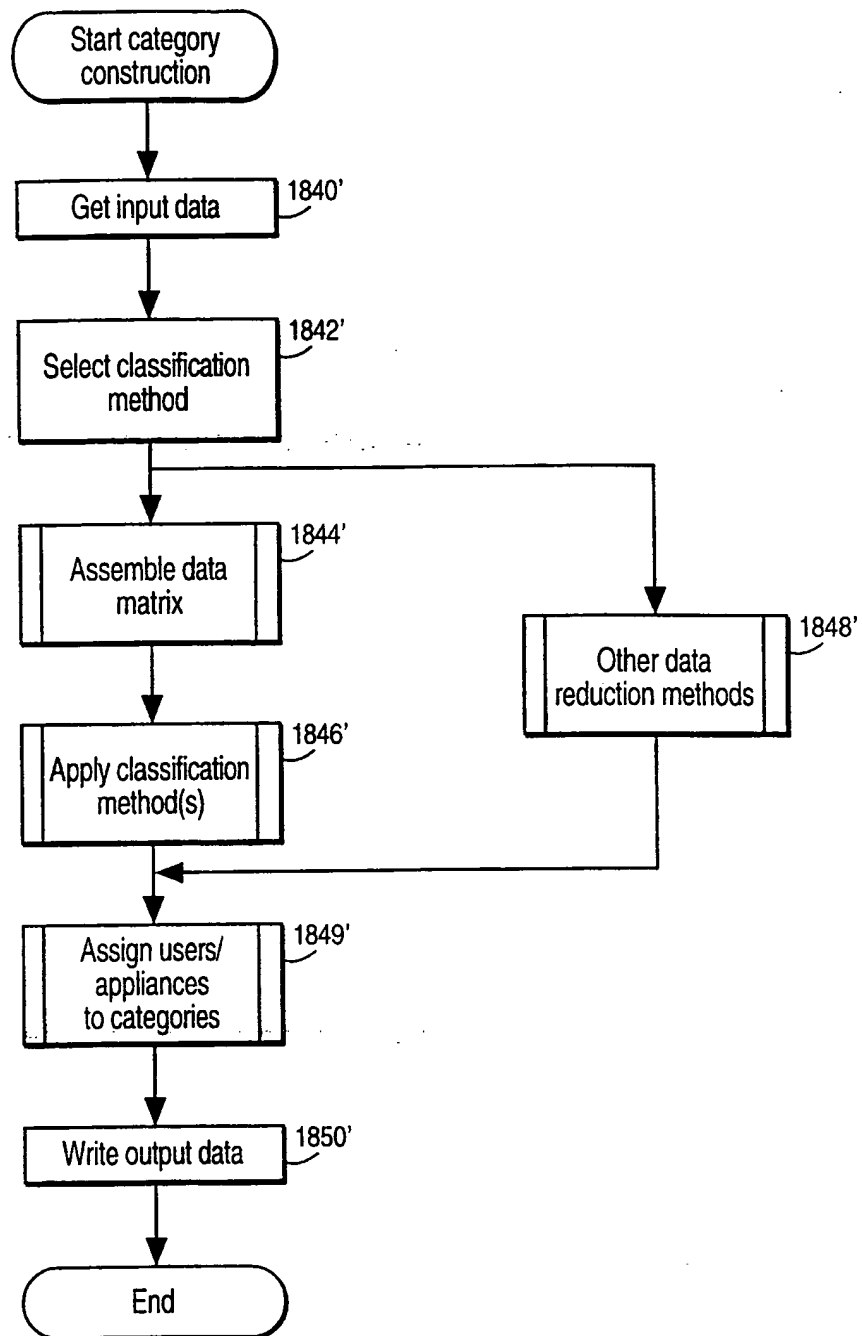 Start category
construction
Get input data
1840'
Select classification
method
1842'
Assemble data
matrix
1844'
Other data
reduction methods
1848'
Apply classification
method(s)
1846'
Assign users/
appliances
to categories
1849'
Write output data
1850'
End